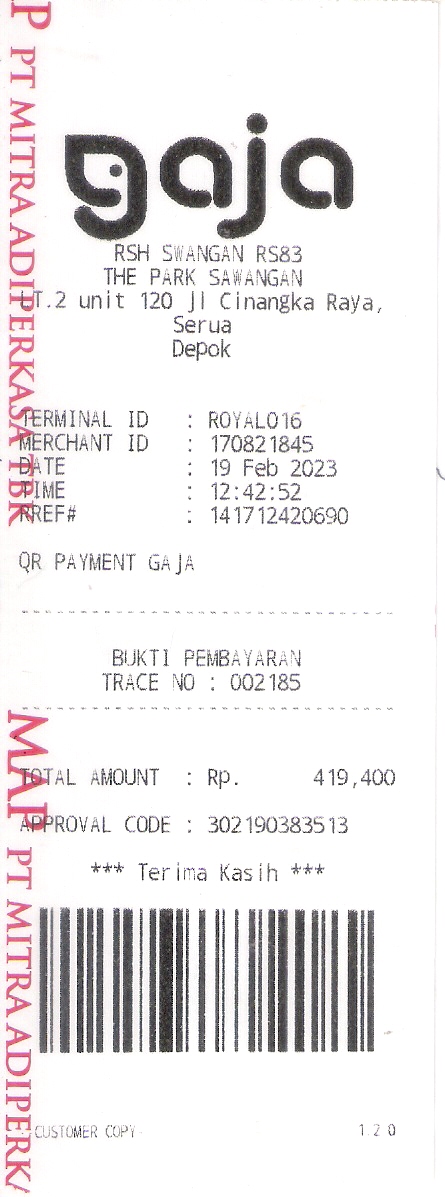 gaja
RSH SWANGAN RS83
THE PARK SAWANGAN
LT.2 unit 120 Jl Cinangka Raya,
Serua
Depok
TERMINAL ID : ROYAL016
MERCHANT ID : 170821845
DATE : 19 Feb 2023
TIME : 12:42:52
RREF# : 141712420690
QR PAYMENT GAJA
BUKTI PEMBAYARAN
TRACE NO : 002185
TOTAL AMOUNT : Rp. 419,400
APPROVAL CODE : 302190383513
*** Terima Kasih ***
--CUSTOMER COPY- 1.2.0
P PT MITRA ADIPERKASA TBK
MAP PT MITRA ADIPERKA